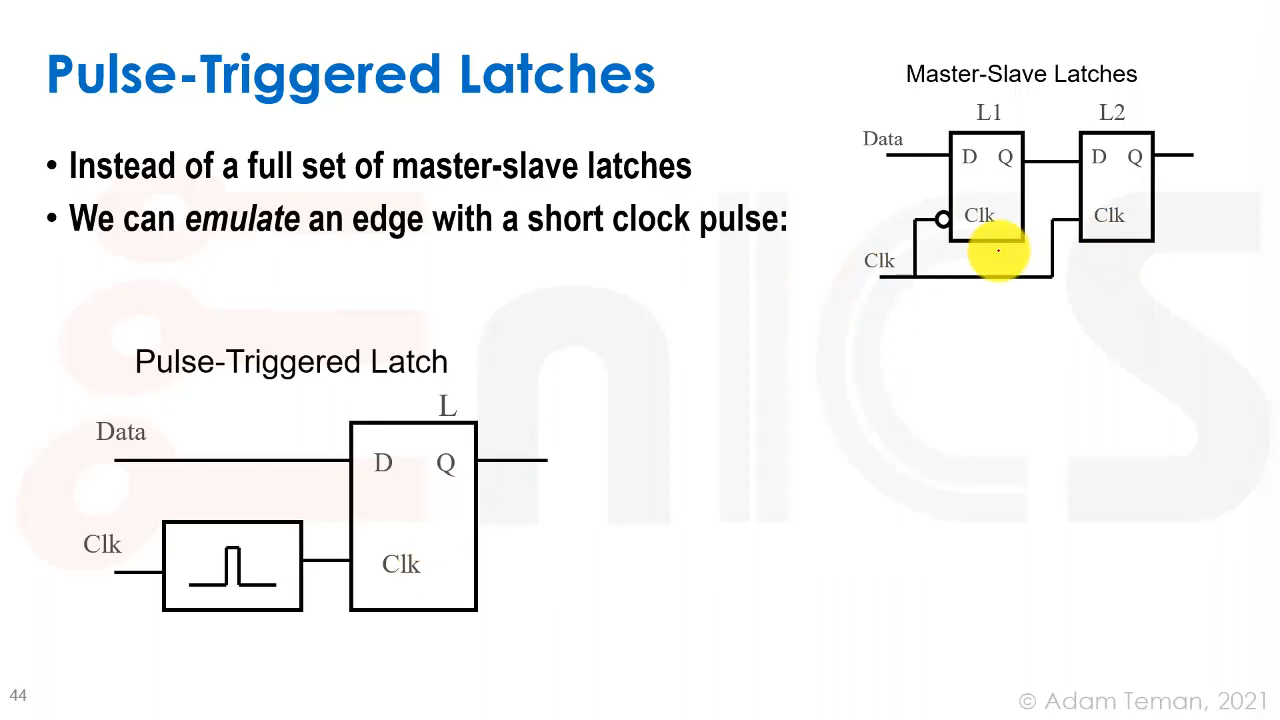 Pulse-Triggered Latches
• Instead of a full set of master-slave latches
• We can emulate an edge with a short clock pulse:
Master-Slave Latches
L1 L2
Data
D Q D Q
Clk Clk
Clk
Pulse-Triggered Latch
L
Data
D Q
Clk
Clk
enICS
44
© Adam Teman, 2021